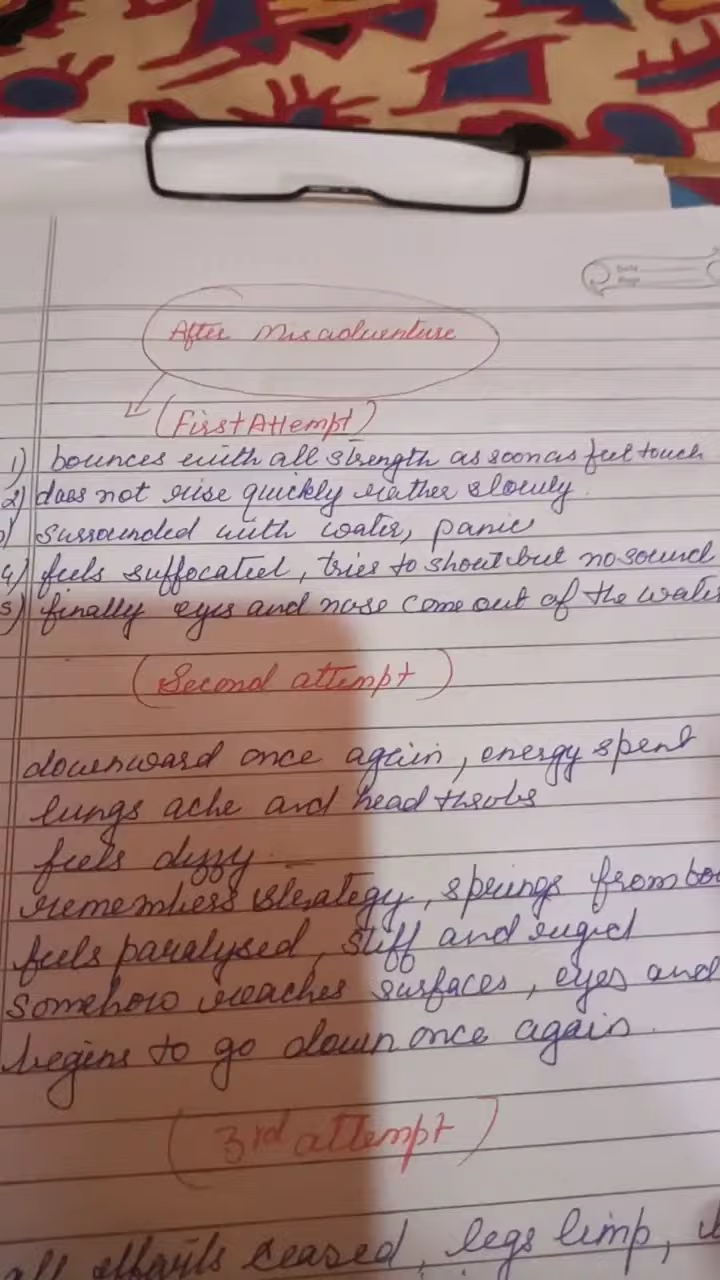 After Misadventure
(First Attempt)
1) bounces with all strength as soon as feet touch
2) does not rise quickly rather slowly.
) surrounded with water, panic
4) feels suffocated, tries to shout but no sound
5) finally eyes and nose come out of the water
(Second attempt)
downward once again, energy spent
lungs ache and head throbs
feels dizzy
remembers strategy, springs from
feels paralysed, stiff and rigid
Somehow reaches surfaces, eyes and
begins to go down once again.
(3rd attempt)
all efforts ceased, legs limp,